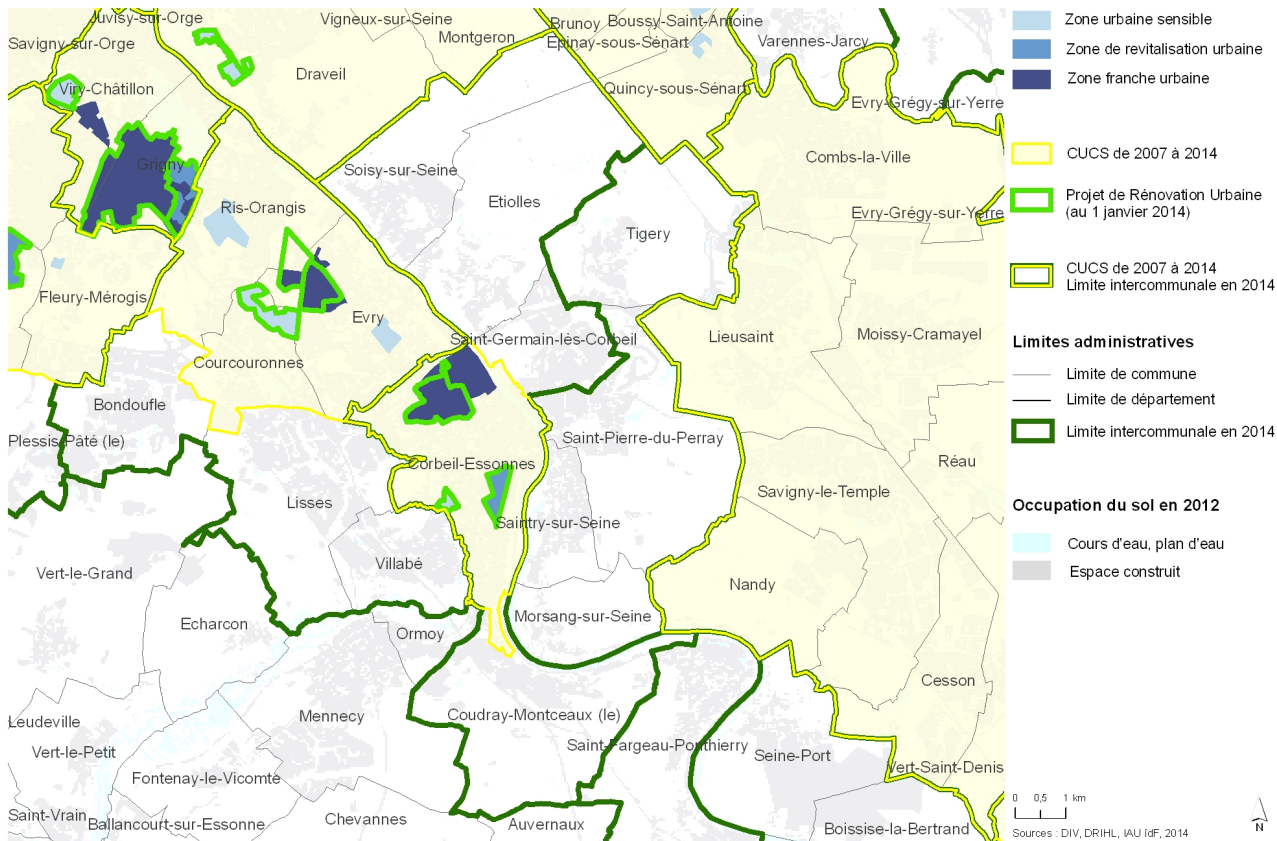 Juvisy-sur-Orge
Vigneux-sur-Seine
Brunoy
Boussy-Saint-Antoine
Savigny-sur-Orge
Montgeron
Epinay-sous-Sénart
Varennes-Jarcy
Draveil
Viry-Châtillon
Quincy-sous-Sénart
Evry-Grégy-sur-Yerre
Combs-la-Ville
Grigny
Soisy-sur-Seine
Etiolles
Ris-Orangis
Evry-Grégy-sur-Yerre
Tigery
Fleury-Mérogis
Evry
Saint-Germain-lès-Corbeil
Lieusaint
Moissy-Cramayel
Courcouronnes
Bondoufle
Plessis-Pâté (le)
Saint-Pierre-du-Perray
Corbeil-Essonnes
Réau
Lisses
Savigny-le-Temple
Saintry-sur-Seine
Vert-le-Grand
Villabé
Nandy
Echarcon
Ormoy
Morsang-sur-Seine
Cesson
Leudeville
Mennecy
Coudray-Montceaux (le)
Vert-le-Petit
Saint-Fargeau-Ponthierry
Seine-Port
Fontenay-le-Vicomte
Vert-Saint-Denis
Saint-Vrain
Ballancourt-sur-Essonne
Chevannes
Auvernaux
Boissise-la-Bertrand
Zone urbaine sensible
Zone de revitalisation urbaine
Zone franche urbaine
CUCS de 2007 à 2014
Projet de Rénovation Urbaine
(au 1 janvier 2014)
CUCS de 2007 à 2014
Limite intercommunale en 2014
Limites administratives
Limite de commune
Limite de département
Limite intercommunale en 2014
Occupation du sol en 2012
Cours d'eau, plan d'eau
Espace construit
0 0,5 1 km
N
Sources : DIV, DRIHL, IAU îdF, 2014